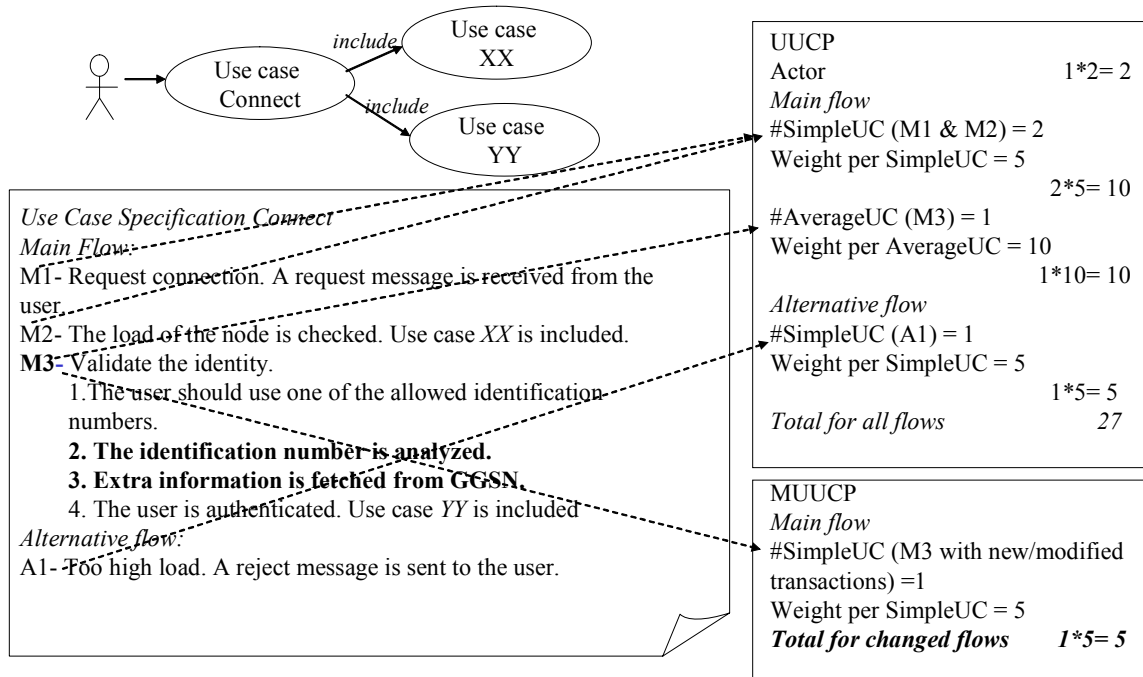 include
Use case
XX
Use case
Connect
include
Use case
YY
Use Case Specification Connect
Main Flow:
M1- Request connection. A request message is received from the
user.
M2- The load of the node is checked. Use case XX is included.
M3- Validate the identity.
1.The user should use one of the allowed identification
numbers.
2. The identification number is analyzed.
3. Extra information is fetched from GGSN.
4. The user is authenticated. Use case YY is included
Alternative flow:
A1- Too high load. A reject message is sent to the user.
UUCP
Actor 1*2= 2
Main flow
#SimpleUC (M1 & M2) = 2
Weight per SimpleUC = 5
2*5= 10
#AverageUC (M3) = 1
Weight per AverageUC = 10
1*10= 10
Alternative flow
#SimpleUC (A1) = 1
Weight per SimpleUC = 5
1*5= 5
Total for all flows 27
MUUCP
Main flow
#SimpleUC (M3 with new/modified
transactions) =1
Weight per SimpleUC = 5
Total for changed flows 1*5= 5